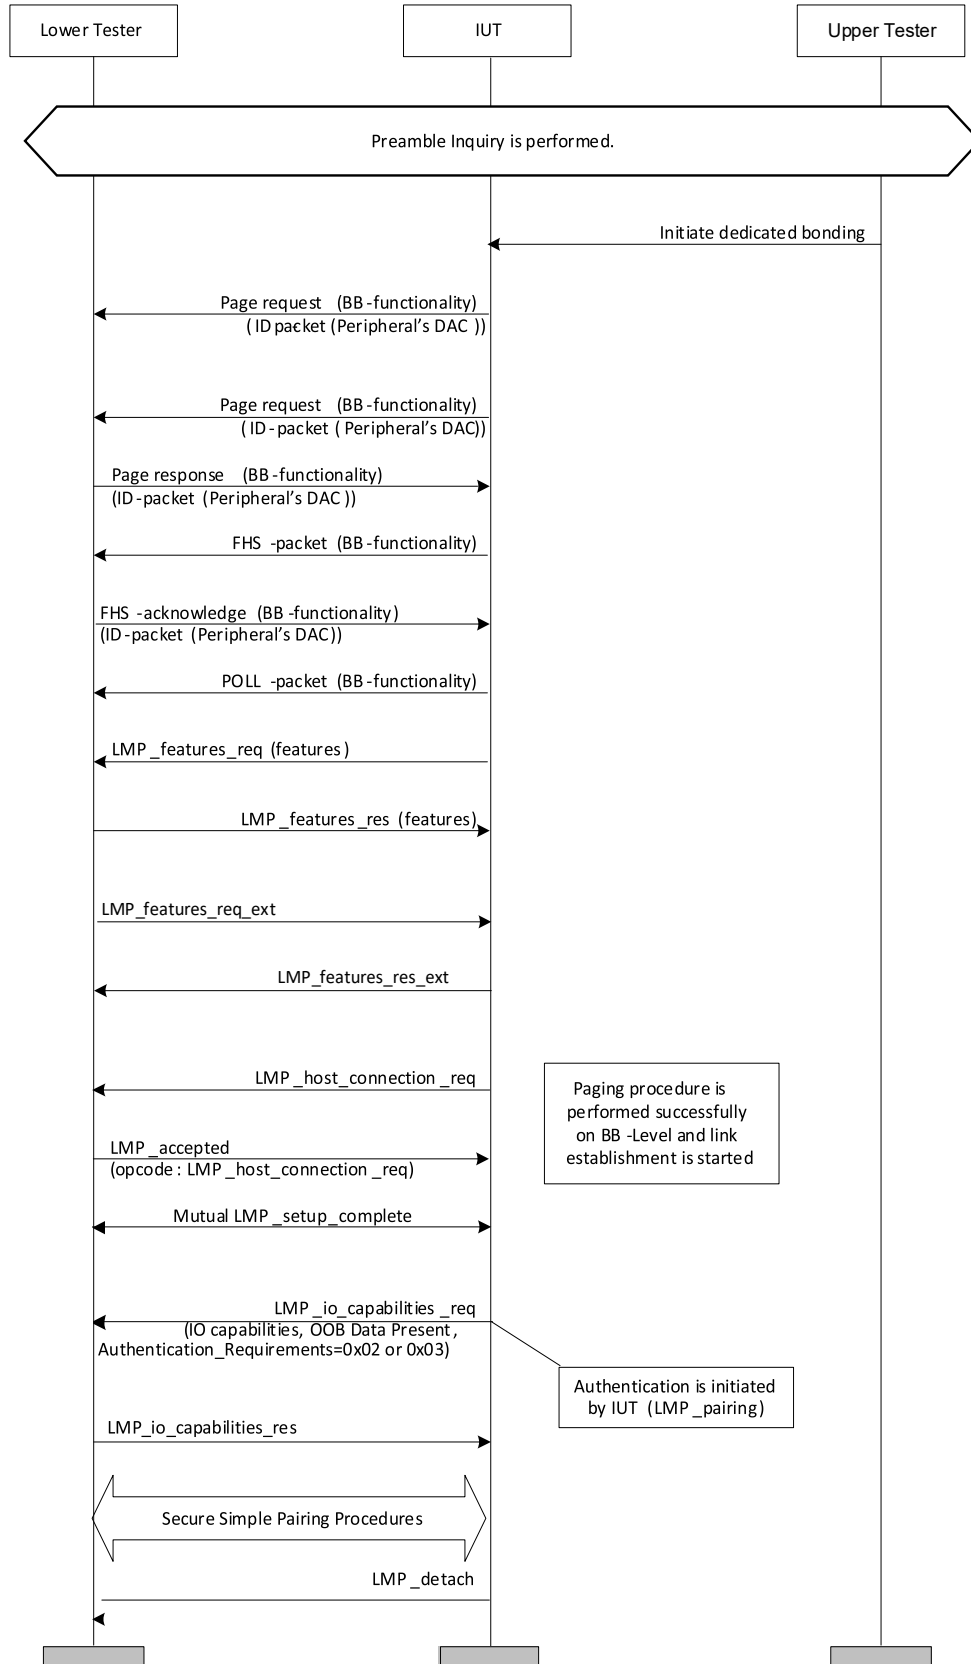 Lower Tester
IUT
Upper Tester
Preamble Inquiry is performed.
Initiate dedicated bonding
Page request (BB-functionality)
(ID packet (Peripheral's DAC ))
Page request (BB-functionality)
(ID-packet ( Peripheral's DAC))
Page response (BB-functionality)
(ID-packet (Peripheral's DAC ))
FHS -packet (BB-functionality)
FHS -acknowledge (BB-functionality)
(ID-packet (Peripheral's DAC))
POLL -packet (BB-functionality)
LMP_features_req (features)
LMP_features_res (features)
LMP_features_req_ext
LMP_features_res_ext
LMP_host_connection_req
Paging procedure is
performed successfully
on BB-Level and link
establishment is started
LMP_accepted
(opcode: LMP_host_connection_req)
Mutual LMP_setup_complete
LMP_io_capabilities_req
(IO capabilities, OOB Data Present,
Authentication_Requirements=0x02 or 0x03)
Authentication is initiated
by IUT (LMP_pairing)
LMP_io_capabilities_res
Secure Simple Pairing Procedures
LMP_detach